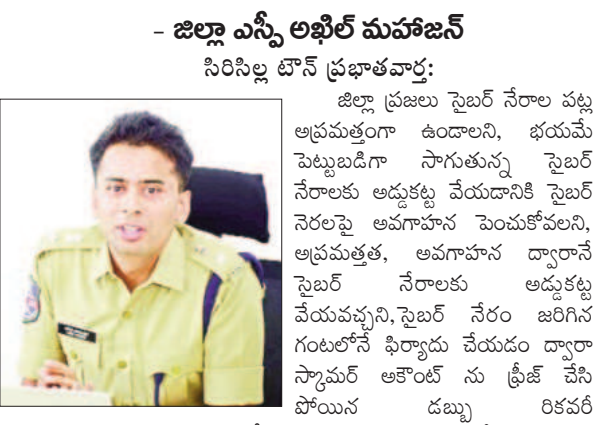 - జిల్లా ఎస్పీ అఖిల్ మహాజన్
సిరిసిల్ల టౌన్ ప్రభాతవార్త:
జిల్లా ప్రజలు సైబర్ నేరాల పట్ల
అప్రమత్తంగా ఉండాలని, భయమే
పెట్టుబడిగా సాగుతున్న సైబర్
నేరాలకు అడ్డుకట్ట వేయడానికి సైబర్
నెరలపై అవగాహన పెంచుకోవలని,
అప్రమత్తత, అవగాహన ద్వారానే
సైబర్ నేరాలకు అడ్డుకట్ట
వేయవచ్చని,సైబర్ నేరం జరిగిన
గంటలోనే ఫిర్యాదు చేయడం ద్వారా
స్కామర్ అకౌంట్ ను ఫ్రీజ్ చేసి
పోయిన డబ్బు రికవరీ